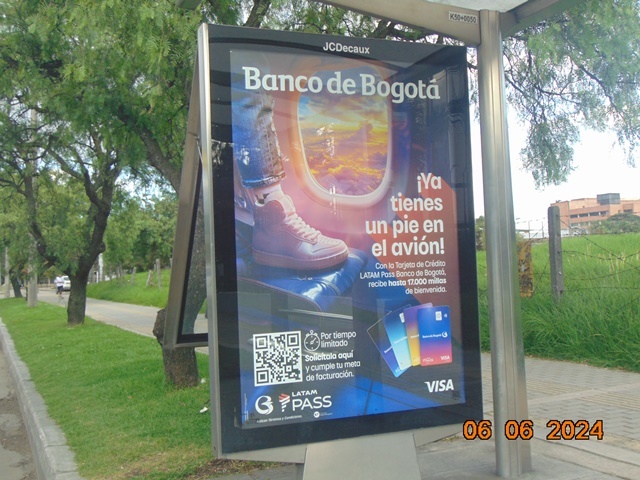 K50+0050
JCDecaux
Banco de Bogotá
¡Ya
tienes
un pie en
el avión!
Con la Tarjeta de Crédito
LATAM Pass Banco de Bogotá,
recibe hasta 17.000 millas
de bienvenida.
Por tiempo
limitado
Solicítala aquí
y cumple tu meta
de facturación.
LATAM
PASS
VISA
06 06 2024